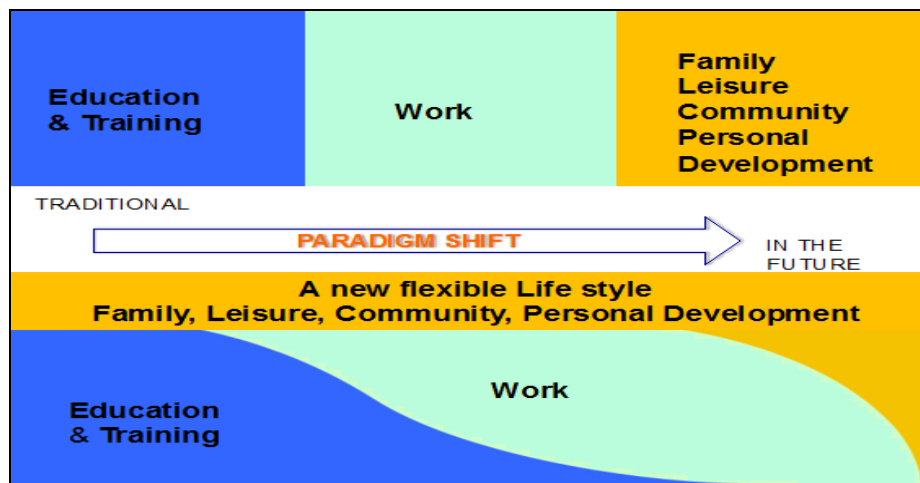 Education
& Training
Work
Family
Leisure
Community
Personal
Development
TRADITIONAL
PARADIGM SHIFT
IN THE
FUTURE
A new flexible Life style
Family, Leisure, Community, Personal Development
Work
Education
& Training